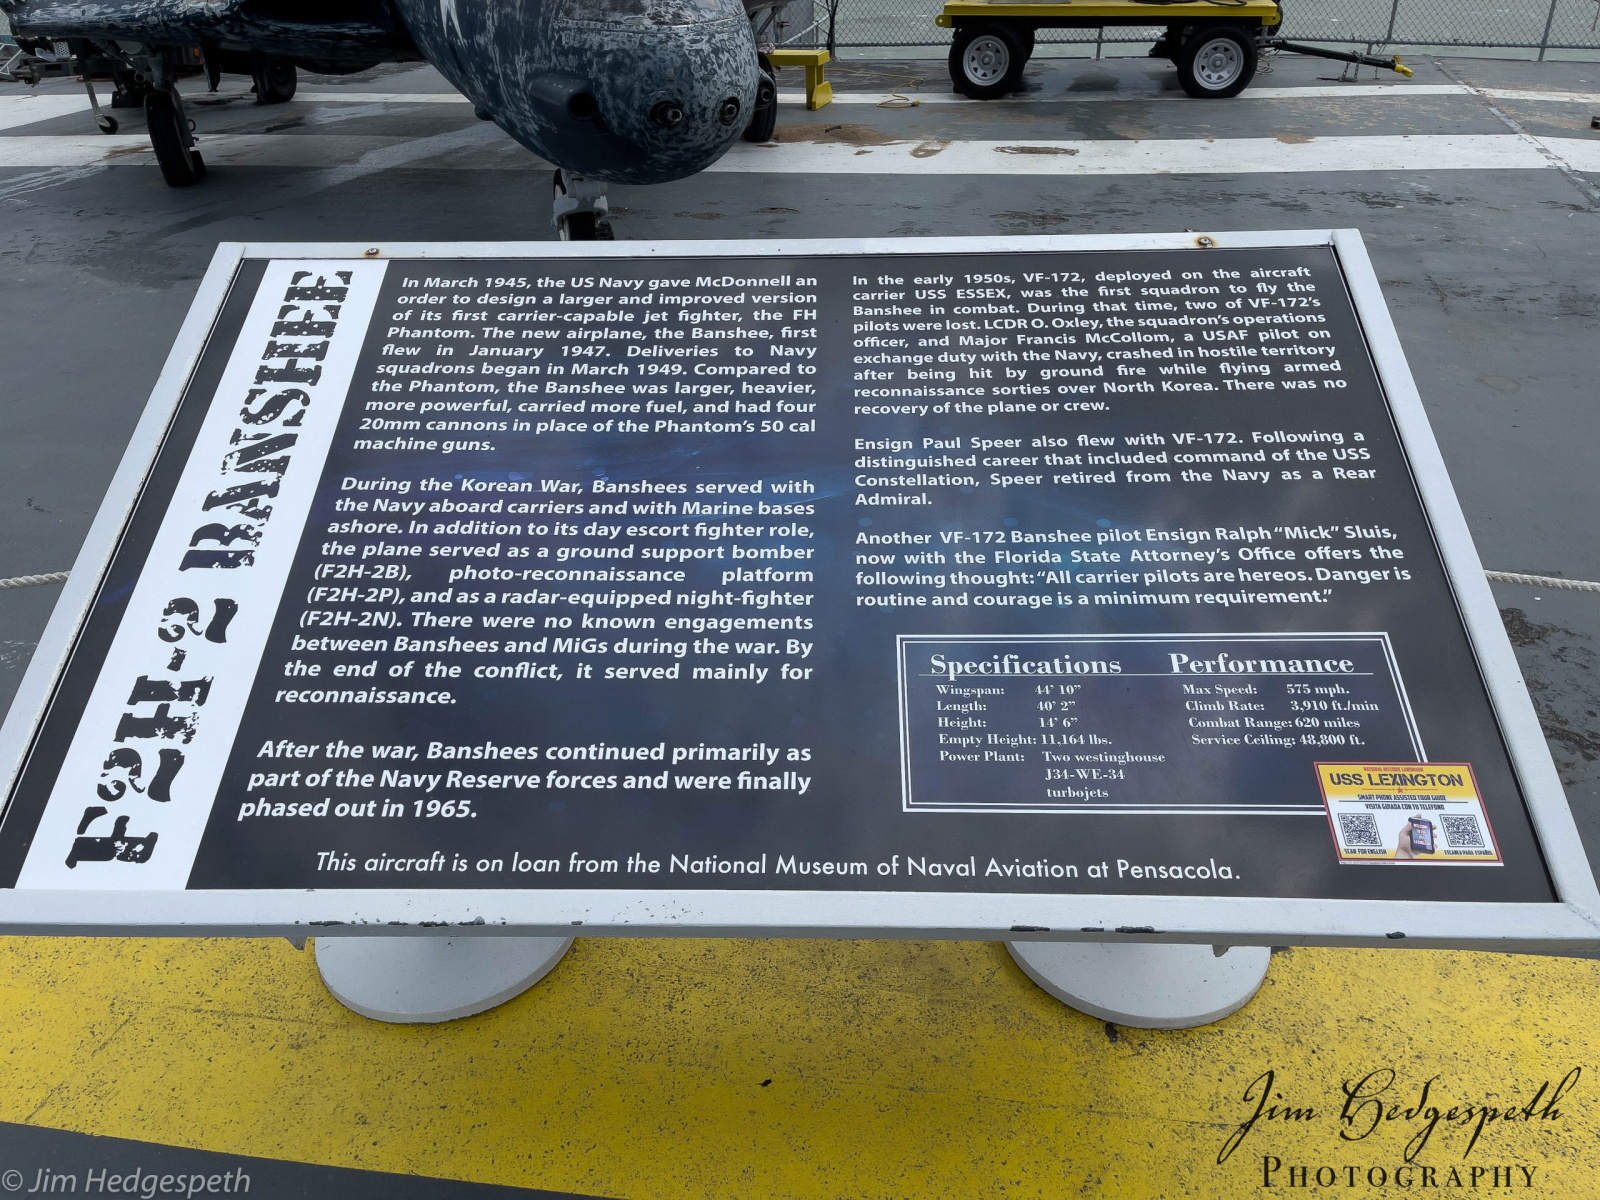 F2H-2 BANSHEE
In March 1945, the US Navy gave McDonnell an
order to design a larger and improved version
of its first carrier-capable jet fighter, the FH
Phantom. The new airplane, the Banshee, first
flew in January 1947. Deliveries to Navy
squadrons began in March 1949. Compared to
the Phantom, the Banshee was larger, heavier,
more powerful, carried more fuel, and had four
20mm cannons in place of the Phantom's 50 cal
machine guns.
During the Korean War, Banshees served with
the Navy aboard carriers and with Marine bases
ashore. In addition to its day escort fighter role,
the plane served as a ground support bomber
(F2H-2B), photo-reconnaissance platform
(F2H-2P), and as a radar-equipped night-fighter
(F2H-2N). There were no known engagements
between Banshees and MiGs during the war. By
the end of the conflict, it served mainly for
reconnaissance.
After the war, Banshees continued primarily as
part of the Navy Reserve forces and were finally
phased out in 1965.
In the early 1950s, VF-172, deployed on the aircraft
carrier USS ESSEX, was the first squadron to fly the
Banshee in combat. During that time, two of VF-172's
pilots were lost. LCDR O. Oxley, the squadron's operations
officer, and Major Francis McCollom, a USAF pilot on
exchange duty with the Navy, crashed in hostile territory
after being hit by ground fire while flying armed
reconnaissance sorties over North Korea. There was no
recovery of the plane or crew.
Ensign Paul Speer also flew with VF-172. Following a
distinguished career that included command of the USS
Constellation, Speer retired from the Navy as a Rear
Admiral.
Another VF-172 Banshee pilot Ensign Ralph "Mick" Sluis,
now with the Florida State Attorney's Office offers the
following thought: "All carrier pilots are hereos. Danger is
routine and courage is a minimum requirement."
Specifications
Wingspan: 44' 10"
Length: 40' 2"
Height: 14' 6"
Empty Height: 11,164 lbs.
Power Plant: Two westinghouse
J34-WE-34
turbojets
Performance
Max Speed: 575 mph.
Climb Rate: 3,910 ft./min
Combat Range: 620 miles
Service Ceiling: 48,800 ft.
NATIONAL HISTORIC LANDMARK
USS LEXINGTON
SMART PHONE ASSISTED TOUR GUIDE
VISITA GUIADA CON TU TELEFONO
SCAN FOR ENGLISH
ESCANEA PARA ESPAÑOL
This aircraft is on loan from the National Museum of Naval Aviation at Pensacola.
Jim Hedgespeth
PHOTOGRAPHY
© Jim Hedgespeth